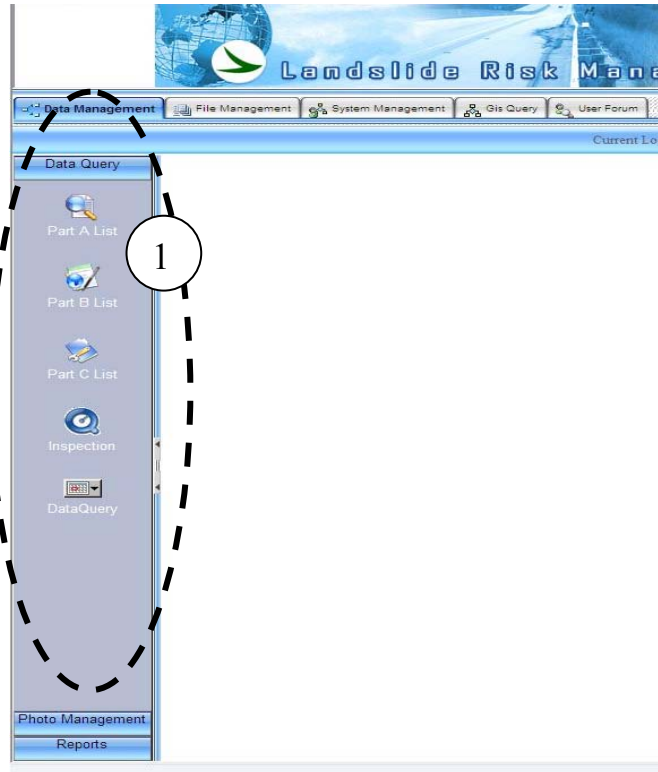 Landslide Risk Mana
Data Management File Management System Management Gis Query User Forum
Current Lo
Data Query
Part A List
1
Part B List
Part C List
Inspection
DataQuery
Photo Management
Reports